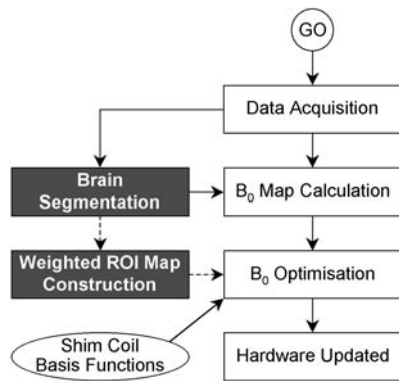 GO
Data Acquisition
Brain
Segmentation
B₀ Map Calculation
Weighted ROI Map
Construction
B₀ Optimisation
Shim Coil
Basis Functions
Hardware Updated